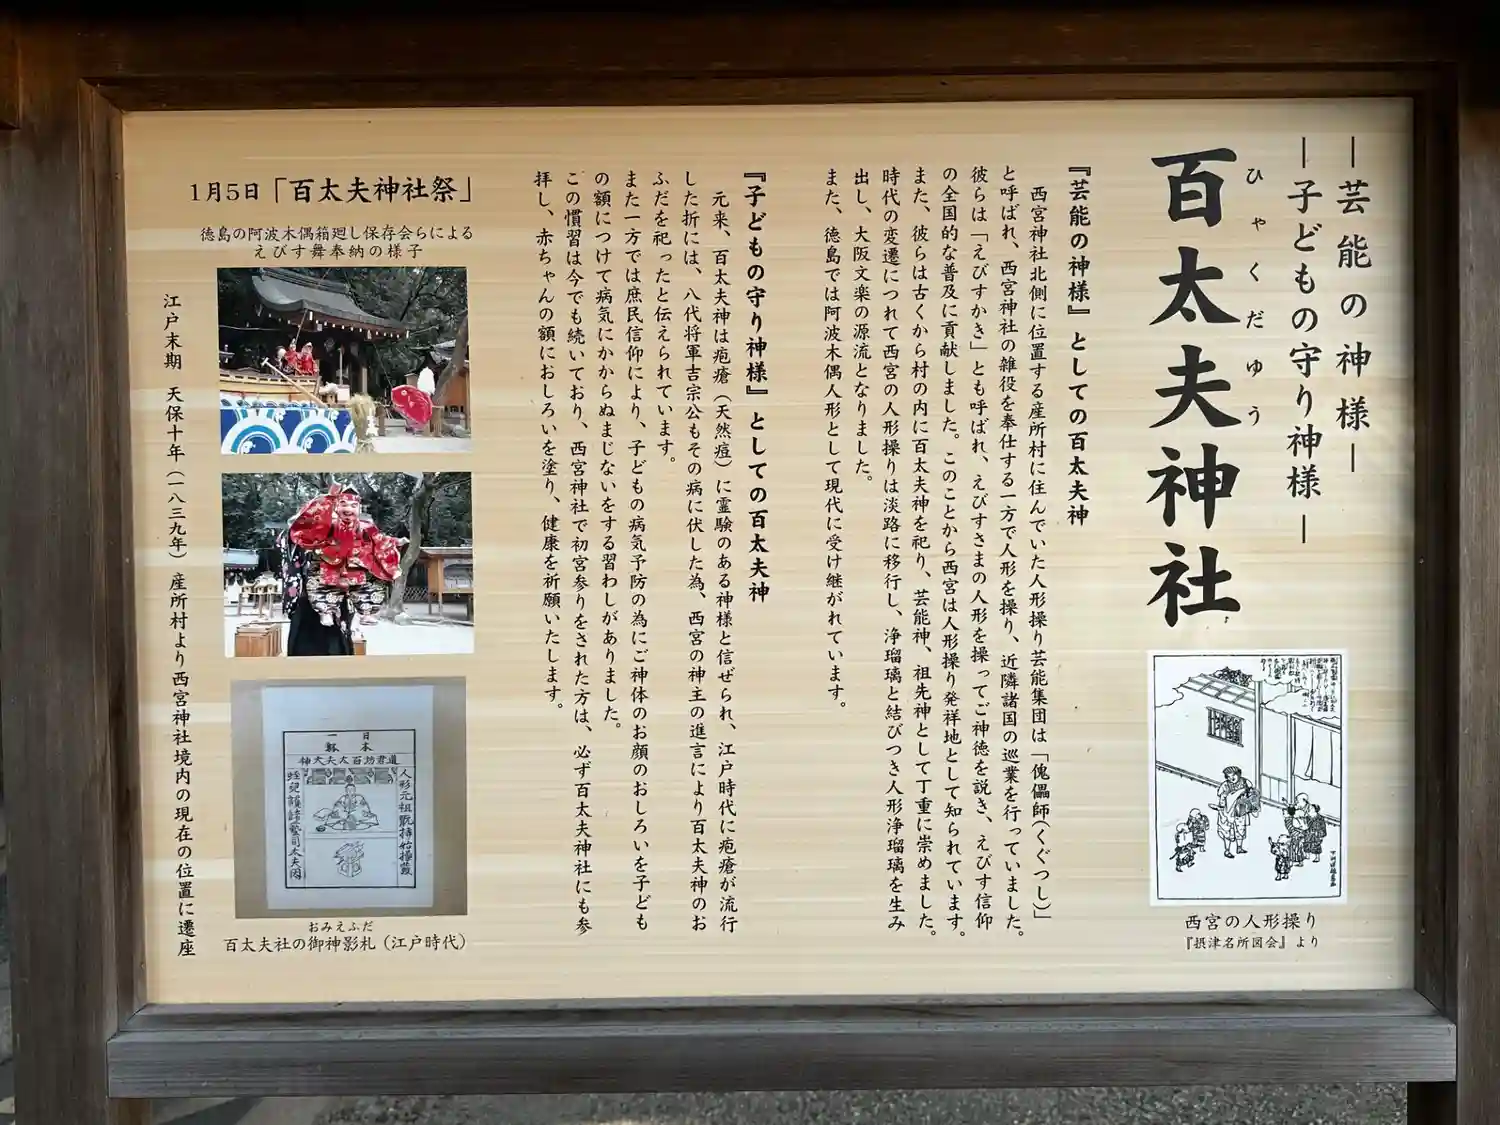 ―芸能の神様―
―子どもの守り神様―
ひゃくだゆう
百太夫神社
西宮の人形操り
『摂津名所図会』より
『芸能の神様』としての百太夫神
西宮神社北側に位置する産所村に住んでいた人形操り芸能集団は「傀儡師(くぐつし)」
と呼ばれ、西宮神社の雑役を奉仕する一方で人形を操り、近隣諸国の巡業を行っていました。
彼らは「えびすかき」とも呼ばれ、えびすさまの人形を操ってご神徳を説き、えびす信仰
の全国的な普及に貢献しました。このことから西宮は人形操り発祥地として知られています。
また、彼らは古くから村の内に百太夫神を祀り、芸能神、祖先神として丁重に崇めました。
時代の変遷につれて西宮の人形操りは淡路に移行し、浄瑠璃と結びつき人形浄瑠璃を生み
出し、大阪文楽の源流となりました。
また、徳島では阿波木偶人形として現代に受け継がれています。
『子どもの守り神様』としての百太夫神
元来、百太夫神は疱瘡(天然痘)に霊験のある神様と信ぜられ、江戸時代に疱瘡が流行
した折には、八代将軍吉宗公もその病に伏した為、西宮の神主の進言により百太夫神のお
ふだを祀ったと伝えられています。
また一方では庶民信仰により、子どもの病気予防の為にご神体のお顔のおしろいを子ども
の額につけて病気にかからぬまじないをする習わしがありました。
この慣習は今でも続いており、西宮神社で初宮参りをされた方は、必ず百太夫神社にも参
拝し、赤ちゃんの額におしろいを塗り、健康を祈願いたします。
1月5日「百太夫神社祭」
徳島の阿波木偶箱廻し保存会らによる
えびす舞奉納の様子
日本
一
人形元祖
おみえふだ
百太夫社の御神影札(江戸時代)
江戸末期 天保十年(一八三九年)産所村より西宮神社境内の現在の位置に遷座